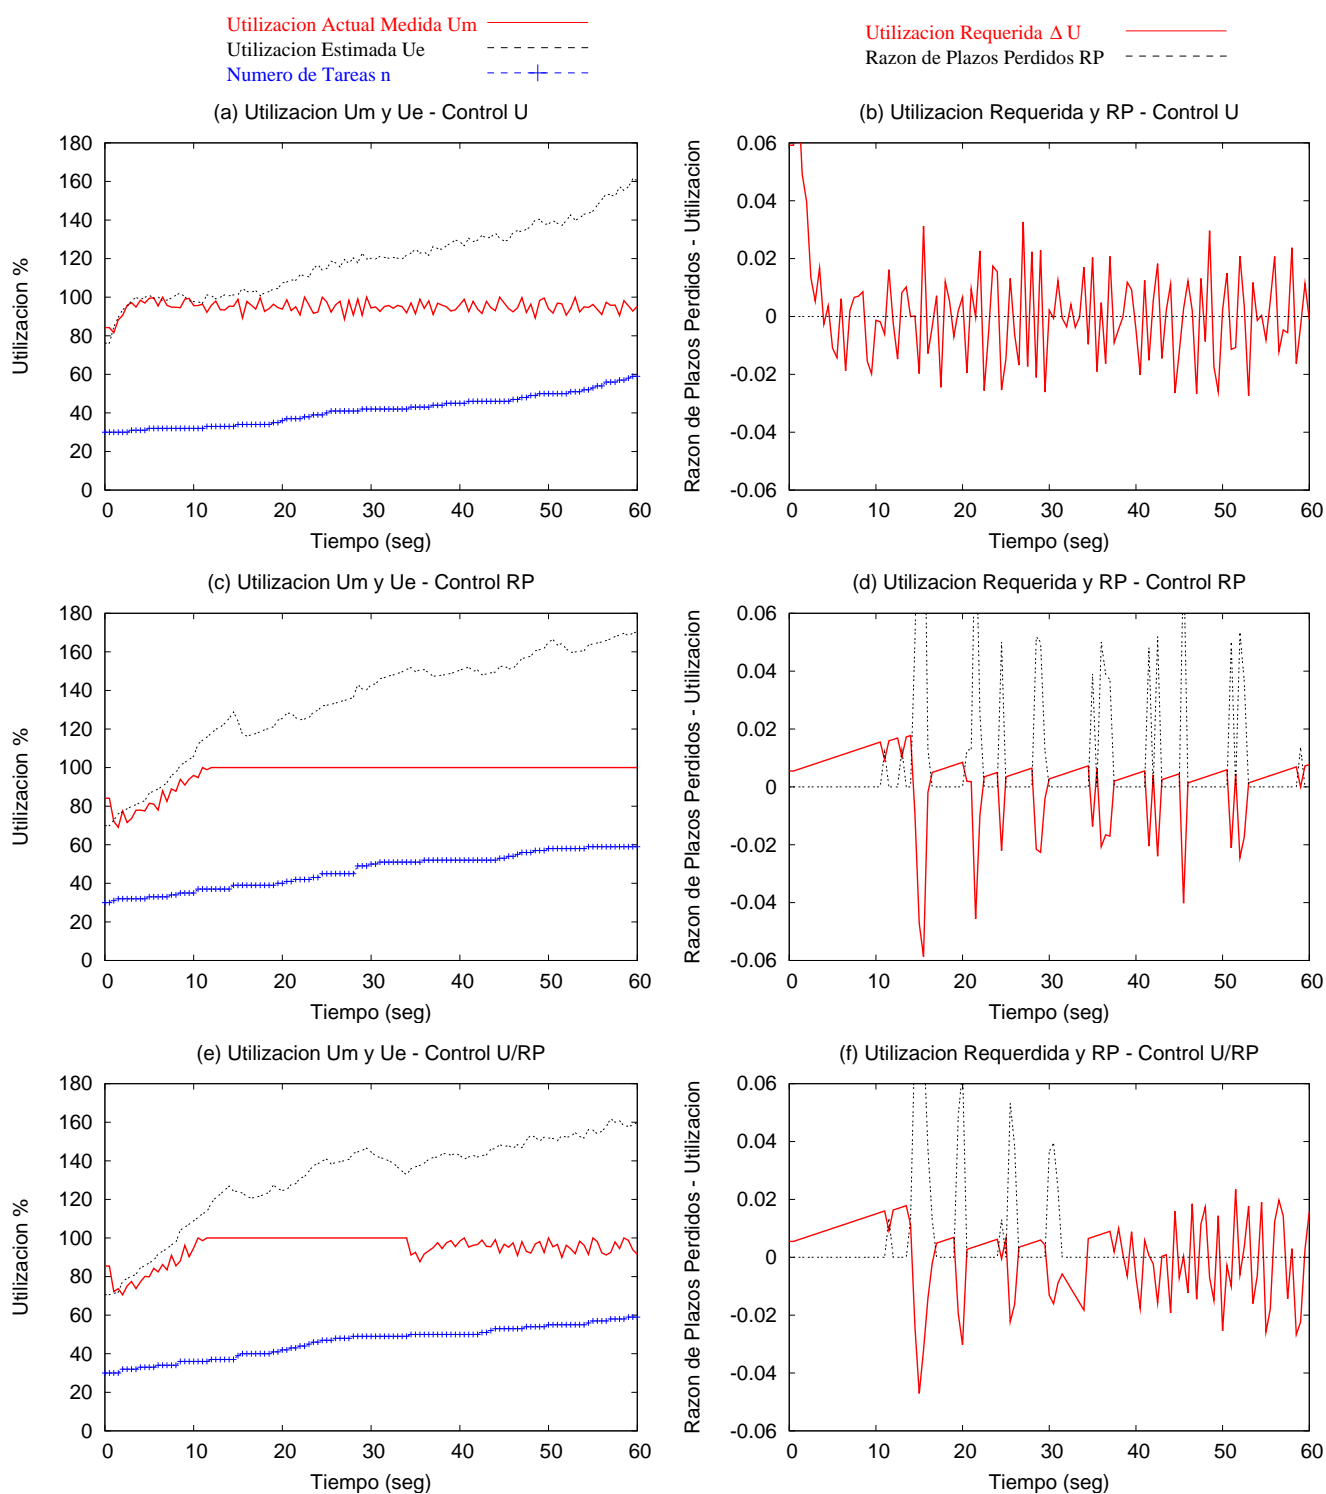 Utilizacion Actual Medida Um
Utilizacion Estimada Ue
Numero de Tareas n
Utilizacion Requerida Δ U
Razon de Plazos Perdidos RP
(a) Utilizacion Um y Ue - Control U
180
160
140
120
100
80
60
40
20
0
0 10 20 30 40 50 60
Utilizacion %
Tiempo (seg)
(b) Utilizacion Requerida y RP - Control U
0.06
0.04
0.02
0
-0.02
-0.04
-0.06
0 10 20 30 40 50 60
Razon de Plazos Perdidos - Utilizacion
Tiempo (seg)
(c) Utilizacion Um y Ue - Control RP
180
160
140
120
100
80
60
40
20
0
0 10 20 30 40 50 60
Utilizacion %
Tiempo (seg)
(d) Utilizacion Requerida y RP - Control RP
0.06
0.04
0.02
0
-0.02
-0.04
-0.06
0 10 20 30 40 50 60
Razon de Plazos Perdidos - Utilizacion
Tiempo (seg)
(e) Utilizacion Um y Ue - Control U/RP
180
160
140
120
100
80
60
40
20
0
0 10 20 30 40 50 60
Utilizacion %
Tiempo (seg)
(f) Utilizacion Requerdida y RP - Control U/RP
0.06
0.04
0.02
0
-0.02
-0.04
-0.06
0 10 20 30 40 50 60
Razon de Plazos Perdidos - Utilizacion
Tiempo (seg)